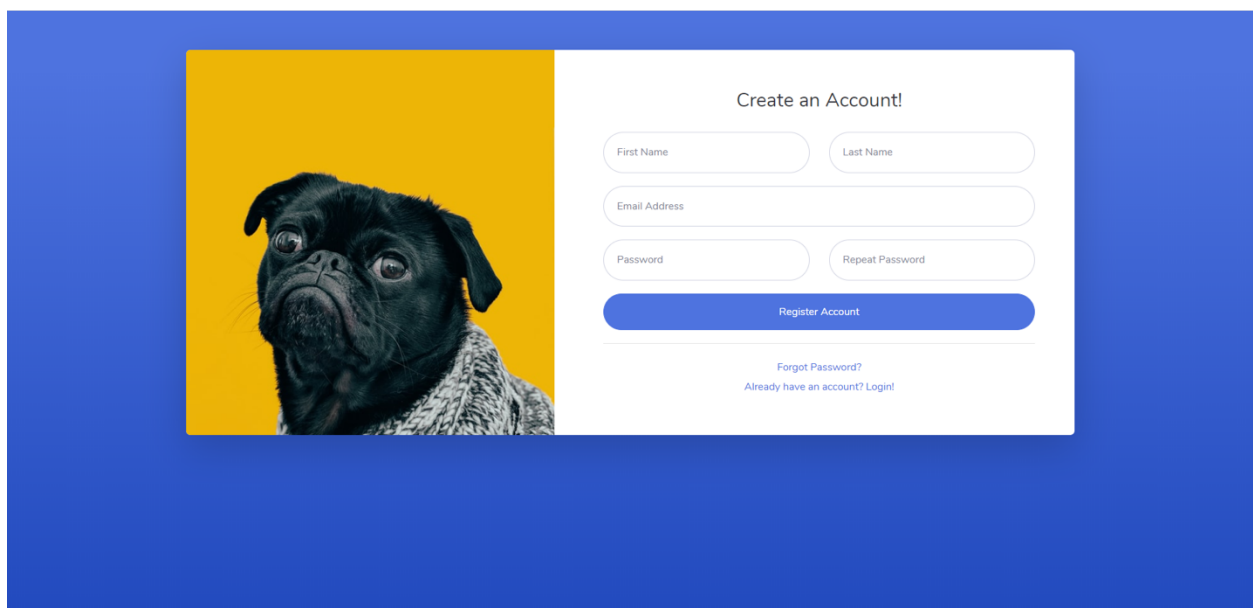 Create an Account!
First Name Last Name
Email Address
Password Repeat Password
Register Account
Forgot Password?
Already have an account? Login!